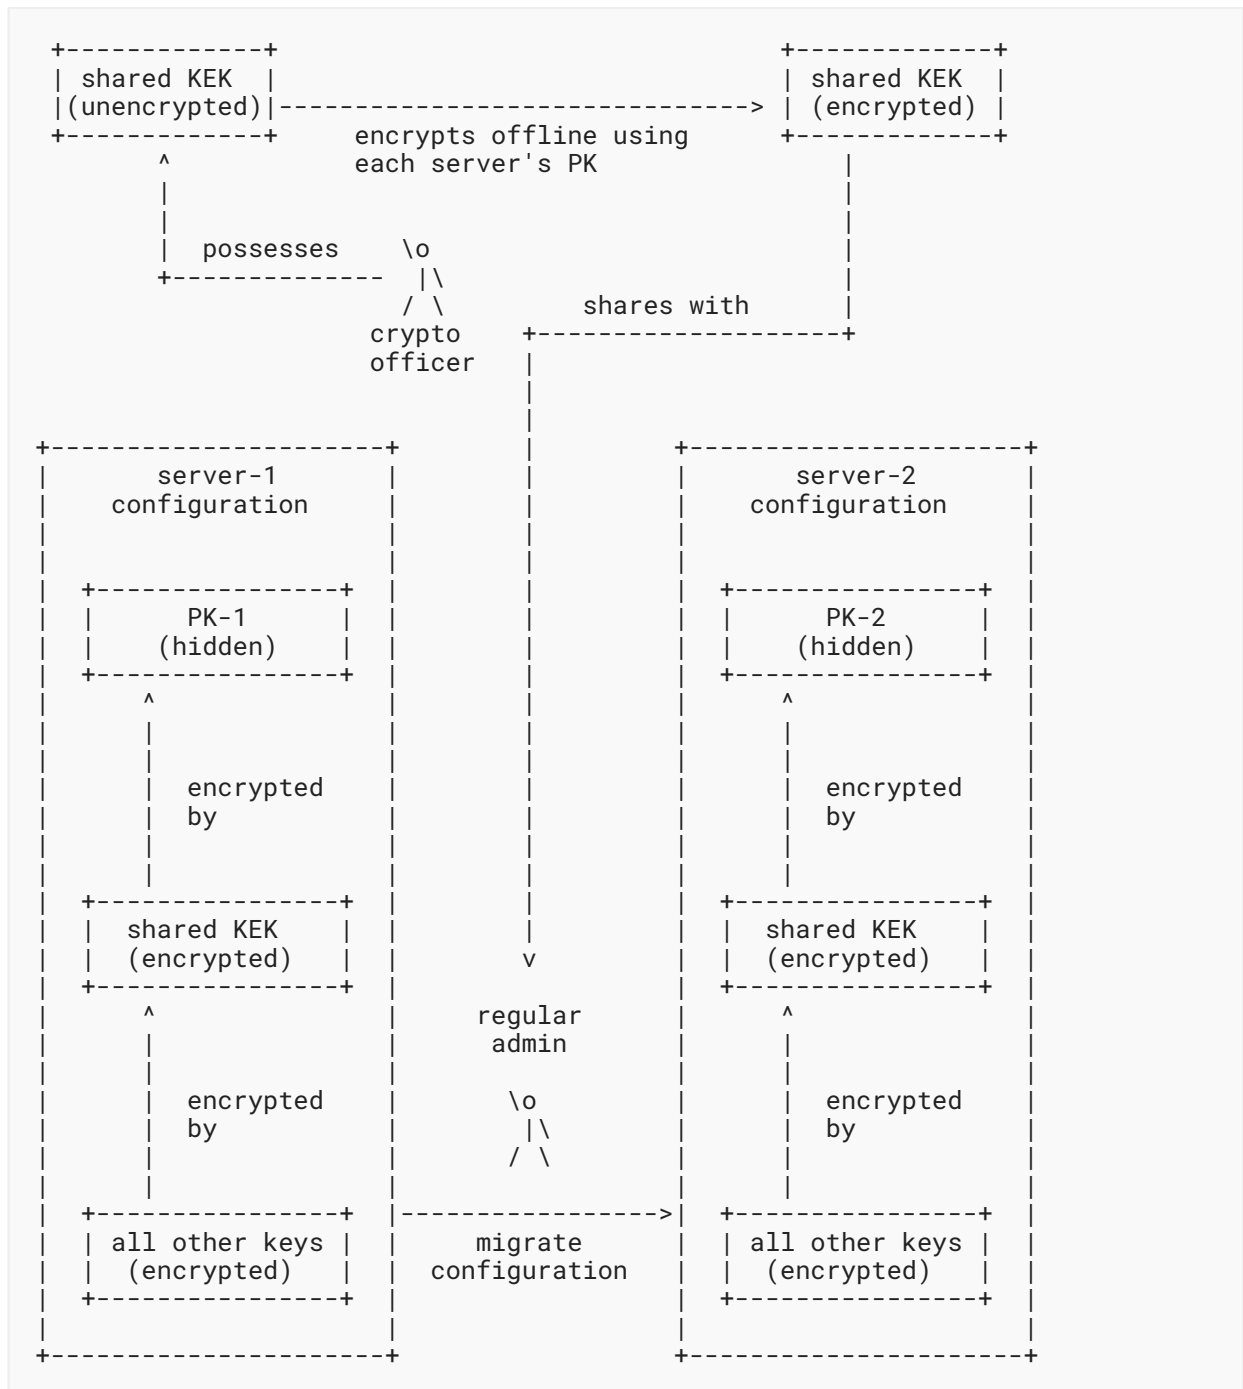 shared KEK shared KEK
(unencrypted) (encrypted)
encrypts offline using
each server's PK
possesses
shares with
crypto
officer
server-1 server-2
configuration configuration
PK-1 PK-2
(hidden) (hidden)
encrypted encrypted
by by
shared KEK shared KEK
(encrypted) (encrypted)
regular
admin
encrypted encrypted
by by
all other keys migrate all other keys
(encrypted) configuration (encrypted)